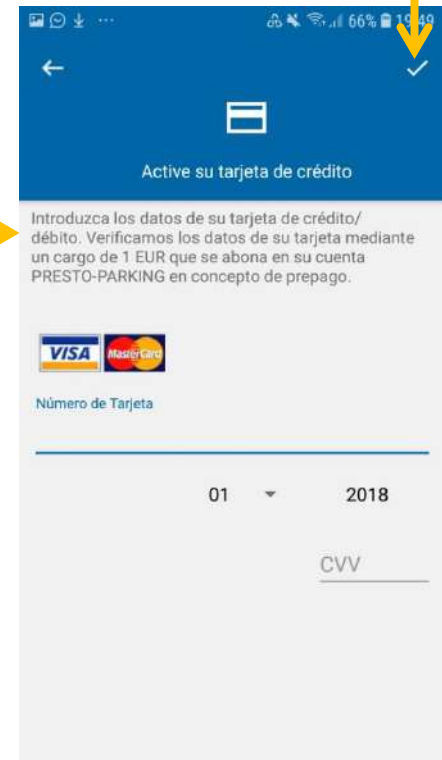 66% 19:49
Active su tarjeta de crédito
Introduzca los datos de su tarjeta de crédito/
débito. Verificamos los datos de su tarjeta mediante
un cargo de 1 EUR que se abona en su cuenta
PRESTO-PARKING en concepto de prepago.
VISA MasterCard
Número de Tarjeta
01 2018
CVV